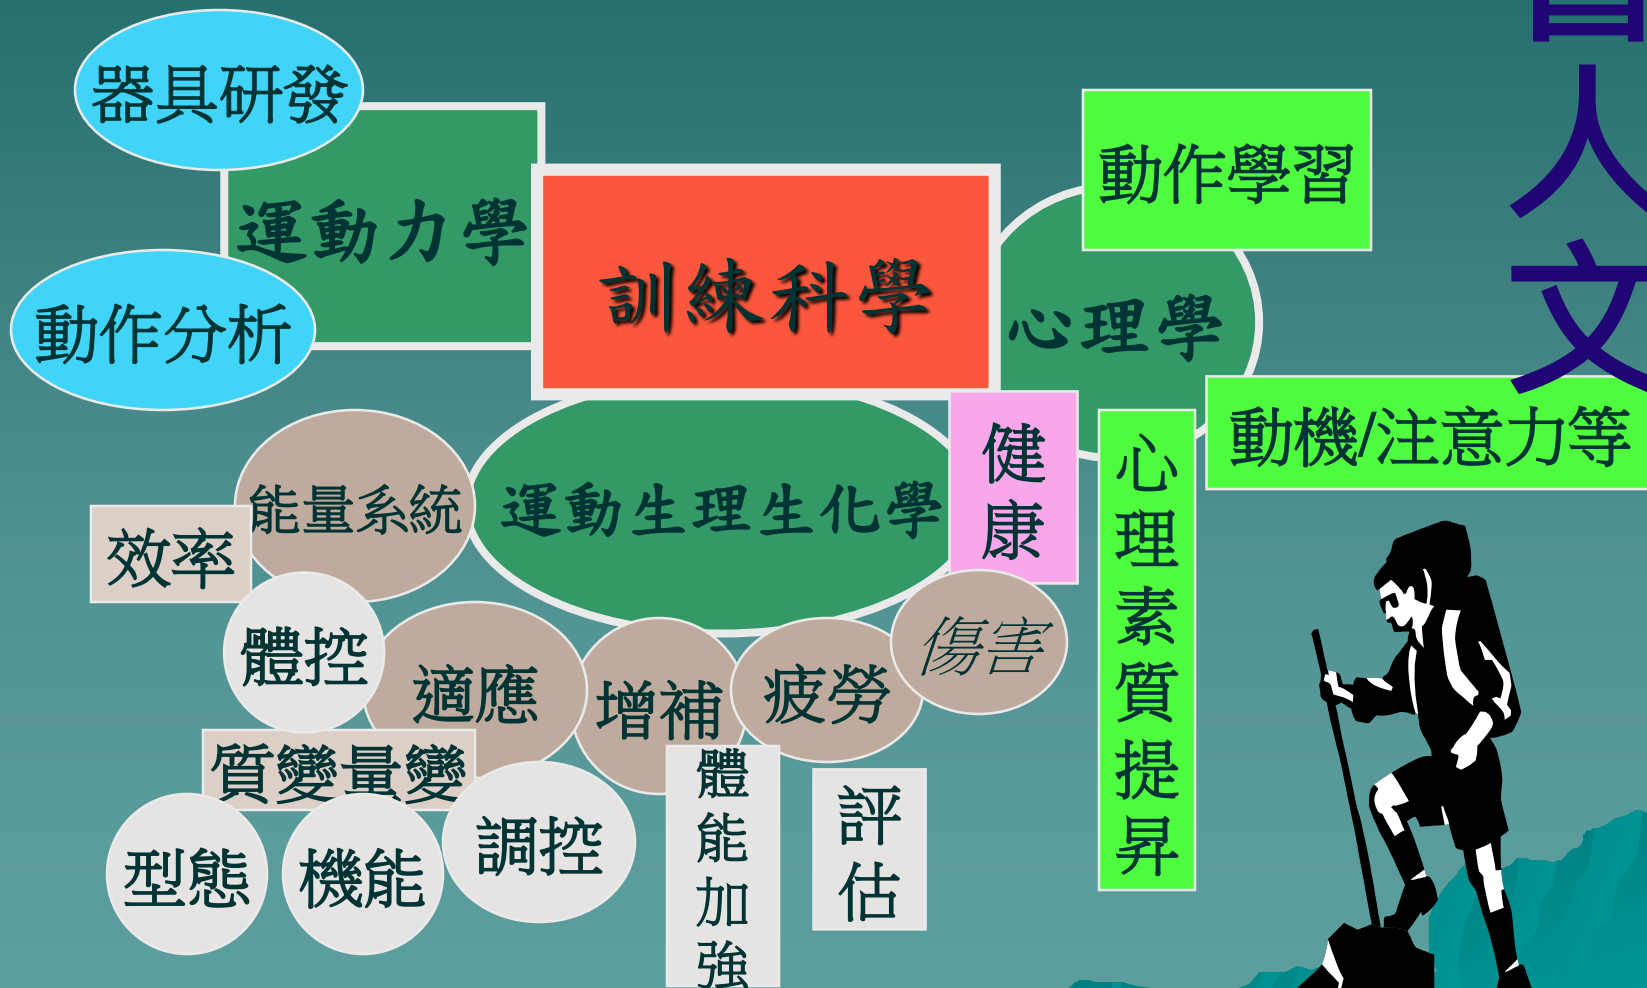 器具研發
運動力學
動作分析
訓練科學
動作學習
心理學
動機/注意力等
心理素質提昇
健康
運動生理生化學
能量系統
效率
體控
適應
增補
疲勞
傷害
質變量變
型態
機能
調控
體能加強
評估
人文